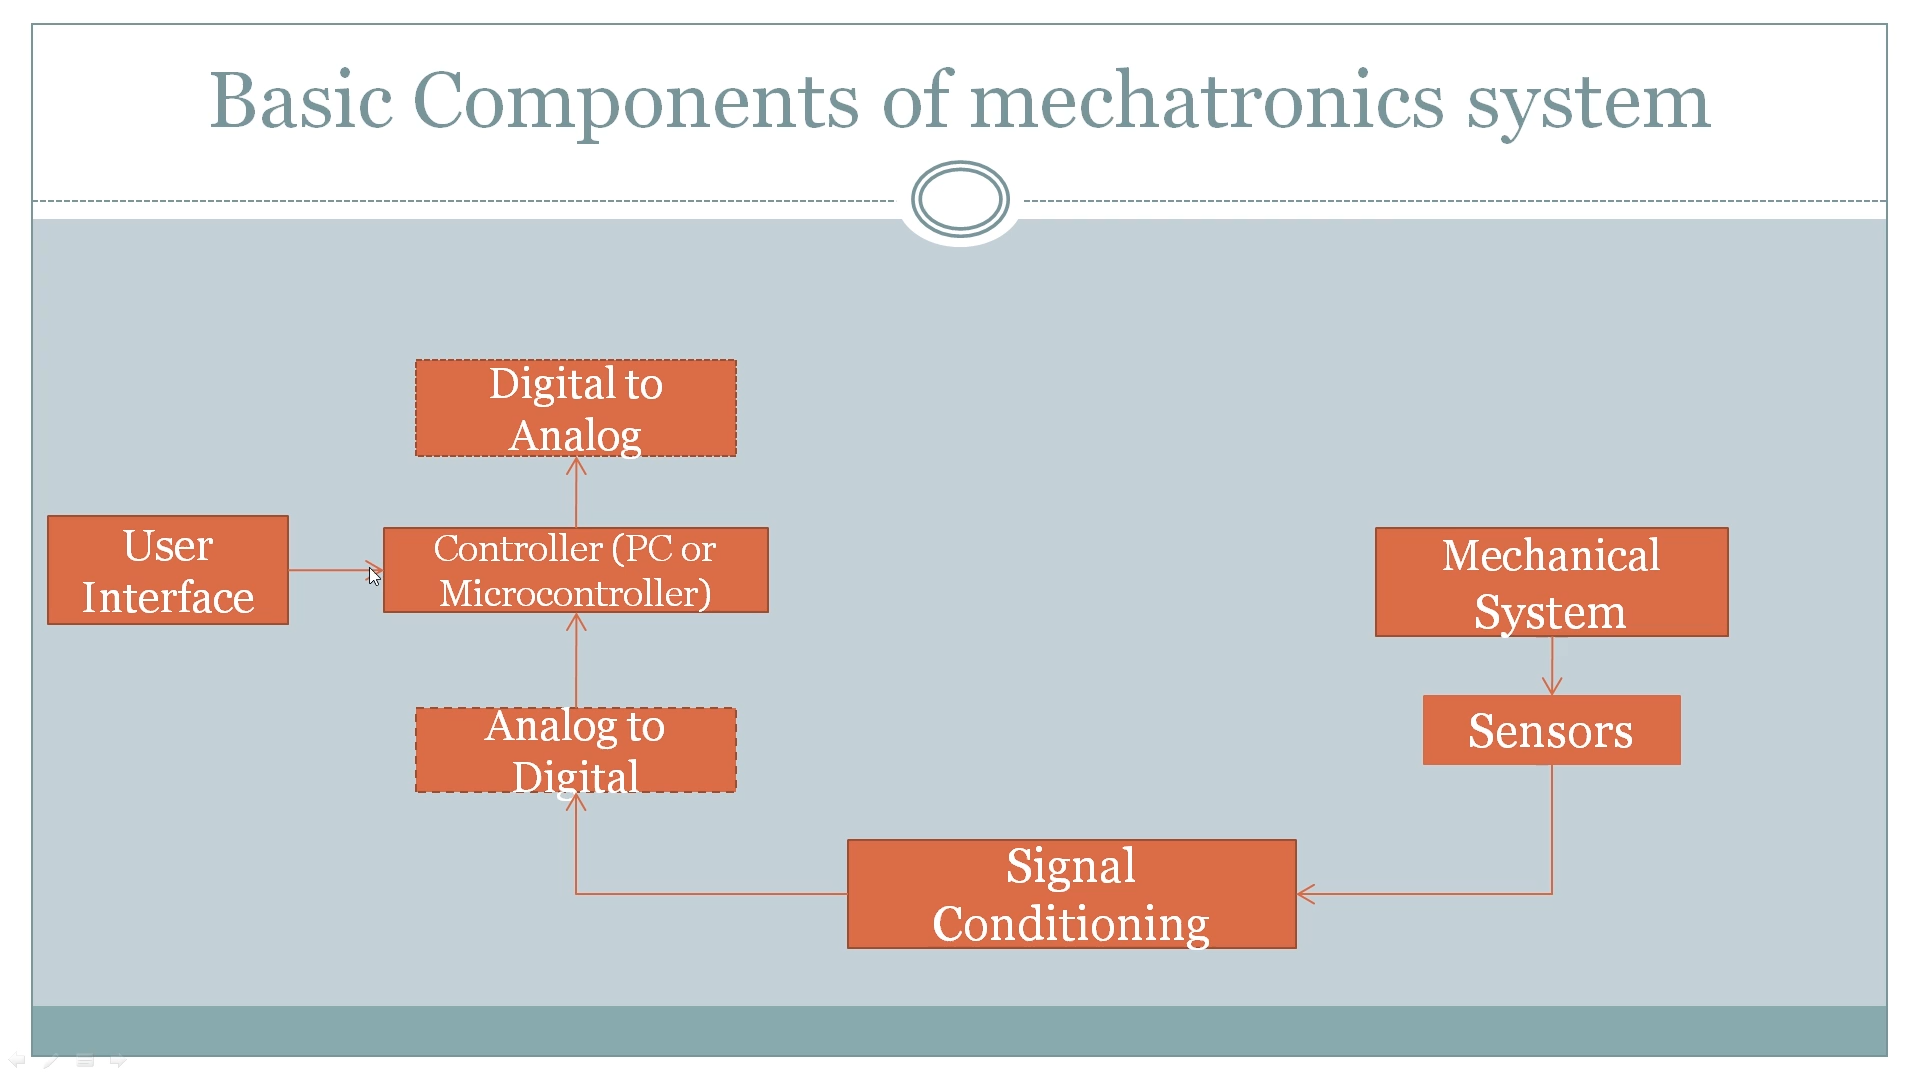 Basic Components of mechatronics system
Digital to
Analog
User
Interface
Controller (PC or
Microcontroller)
Mechanical
System
Analog to
Digital
Sensors
Signal
Conditioning